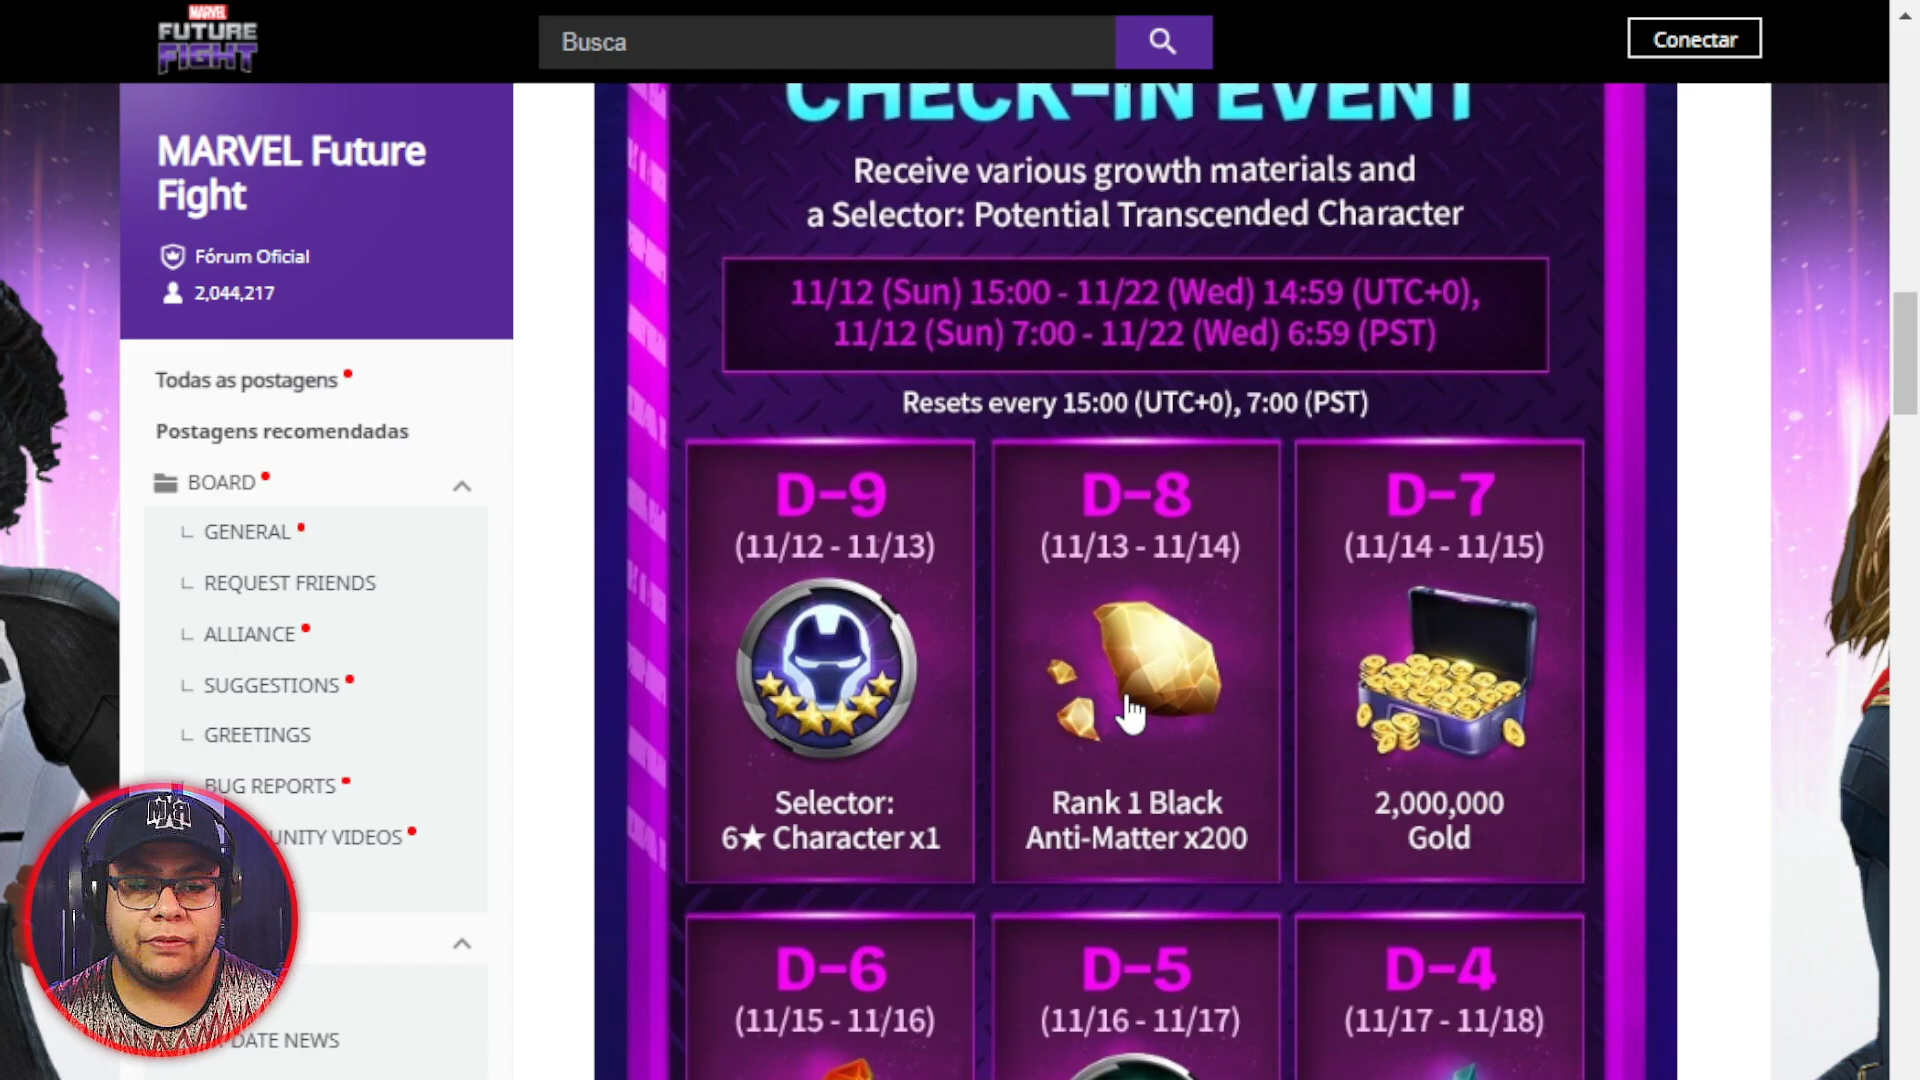 MARVEL
FUTURE
FIGHT
Busca
Conectar
MARVEL Future
Fight
Fórum Oficial
2,044,217
Todas as postagens
Postagens recomendadas
BOARD
GENERAL
REQUEST FRIENDS
ALLIANCE
SUGGESTIONS
GREETINGS
BUG REPORTS
UNITY VIDEOS
DATE NEWS
CHECK-IN EVENT
Receive various growth materials and
a Selector: Potential Transcended Character
11/12 (Sun) 15:00 - 11/22 (Wed) 14:59 (UTC+0),
11/12 (Sun) 7:00 - 11/22 (Wed) 6:59 (PST)
Resets every 15:00 (UTC+0), 7:00 (PST)
D-9
(11/12 - 11/13)
Selector:
6★ Character x1
D-8
(11/13 - 11/14)
Rank 1 Black
Anti-Matter x200
D-7
(11/14 - 11/15)
2,000,000
Gold
D-6
(11/15 - 11/16)
D-5
(11/16 - 11/17)
D-4
(11/17 - 11/18)